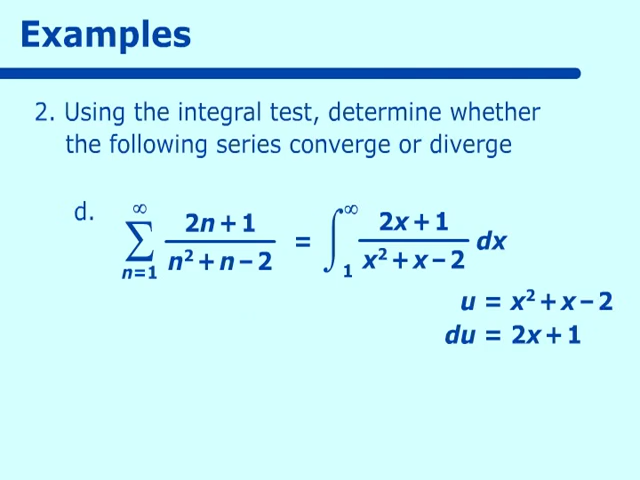 Examples
2. Using the integral test, determine whether
the following series converge or diverge
d. ∑_{n=1}^{∞} (2n+1)/(n²+n−2) = ∫_{1}^{∞} (2x+1)/(x²+x−2) dx
u = x²+x−2
du = 2x+1